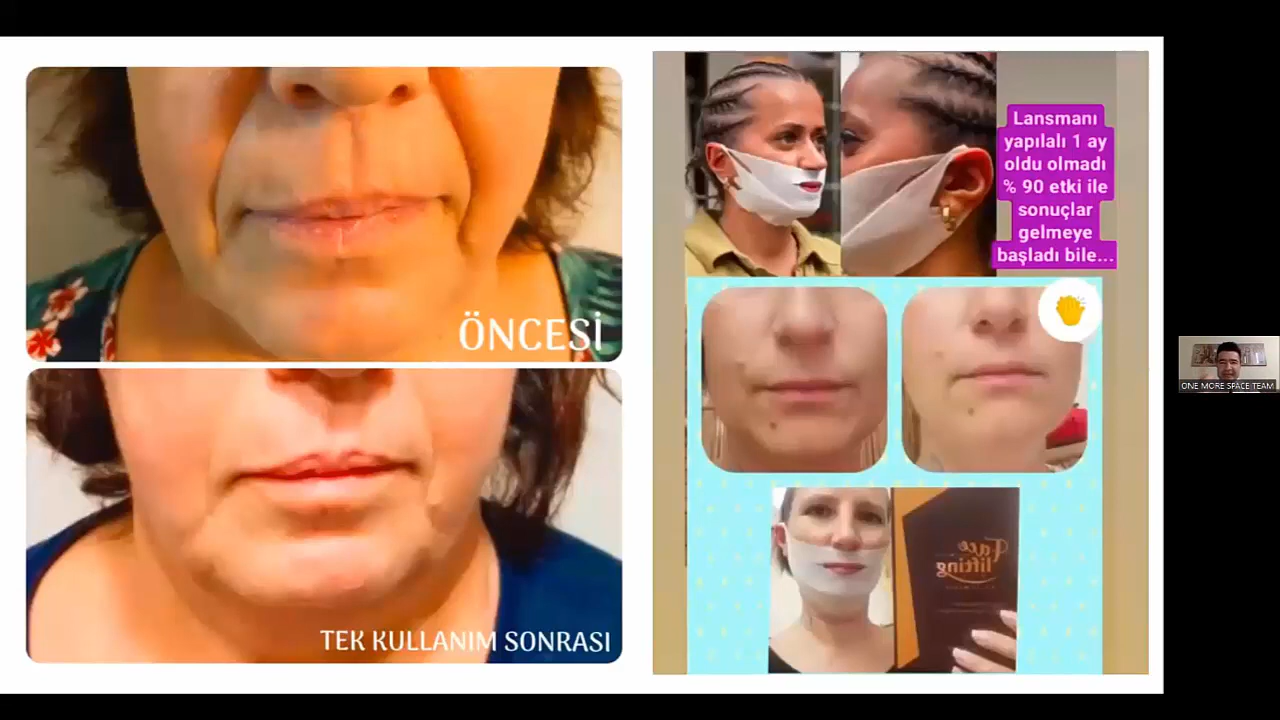 ÖNCESİ
TEK KULLANIM SONRASI
Lansmanı
yapılalı 1 ay
oldu olmadı
% 90 etki ile
sonuçlar
gelmeye
başladı bile...
Face
lifting
ONE MORE SPACE TEAM